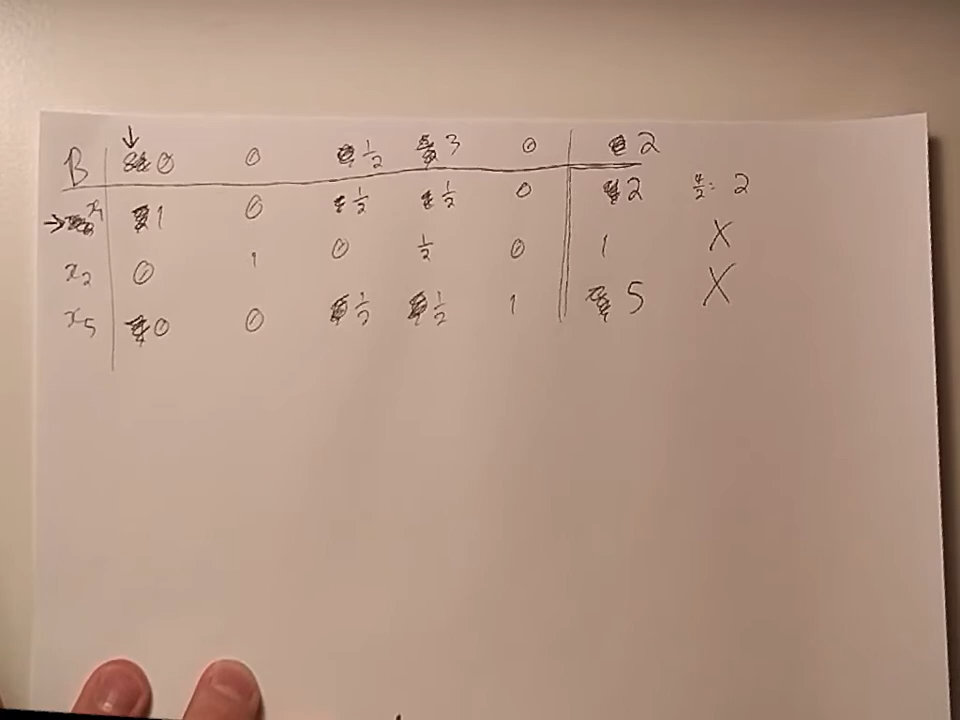 B 0 0 1/2 3 0 2
→ x1 1 0 1/2 1/2 0 2 4/2 = 2
x2 0 1 0 1/2 0 1 X
x5 0 0 1/2 1/2 1 5 X